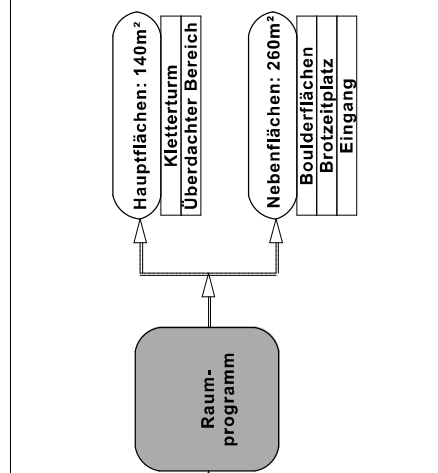 Raum-
programm
Hauptflächen: 140m²
Kletterturm
Überdachter Bereich
Nebenflächen: 260m²
Boulderflächen
Brotzeitplatz
Eingang